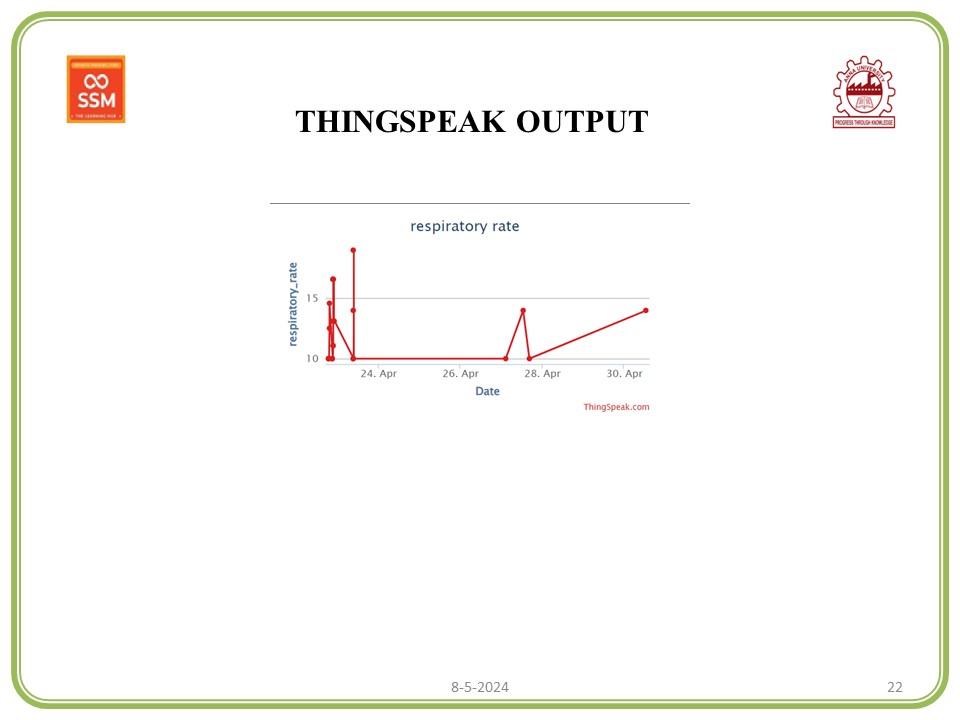 SSM
THE LEARNING HUB
ANNA UNIVERSITY
PROGRESS THROUGH KNOWLEDGE
THINGSPEAK OUTPUT
respiratory rate
respiratory_rate
15
10
24. Apr 26. Apr 28. Apr 30. Apr
Date
ThingSpeak.com
8-5-2024
22